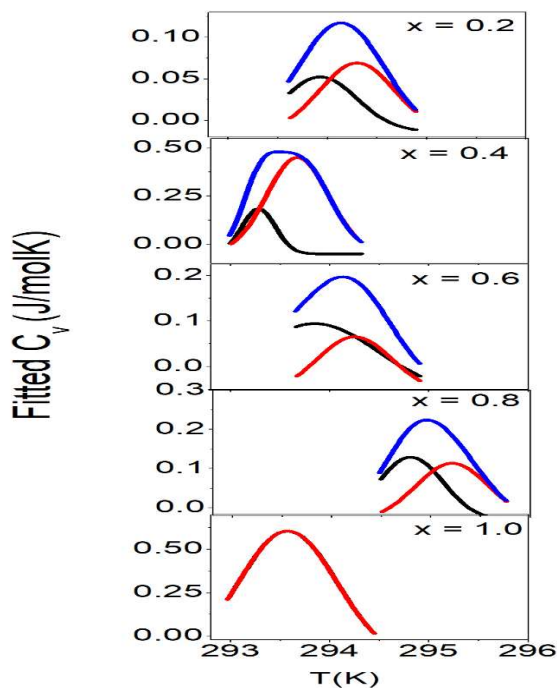 x = 0.2
0.10
0.05
0.00
x = 0.4
0.50
0.25
0.00
x = 0.6
0.2
0.1
0.0
x = 0.8
0.3
0.2
0.1
0.0
x = 1.0
0.50
0.25
0.00
293 294 295 296
T(K)
Fitted C_v (J/molK)